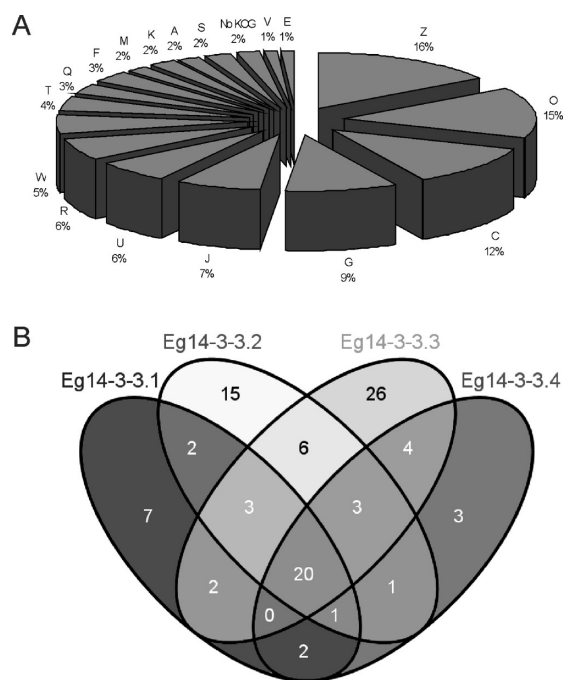 A
Z
16%
O
15%
C
12%
G
9%
J
7%
U
6%
R
6%
W
5%
T
4%
Q
3%
F
3%
M
2%
K
2%
A
2%
S
2%
No KOG
2%
V
1%
E
1%
B
Eg14-3-3.1
Eg14-3-3.2
Eg14-3-3.3
Eg14-3-3.4
15
26
2
6
4
7
3
3
3
2
20
1
0
1
2